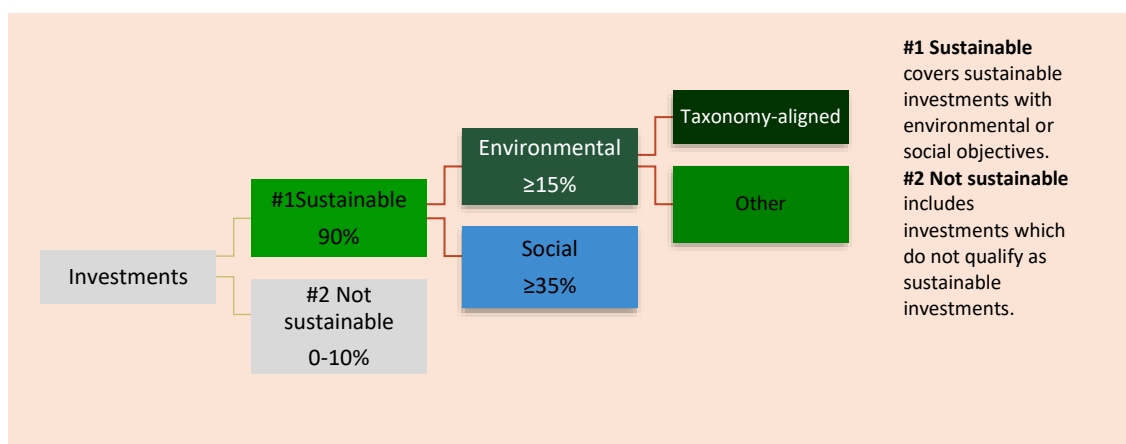 Investments
#1Sustainable
90%
#2 Not
sustainable
0-10%
Environmental
≥15%
Social
≥35%
Taxonomy-aligned
Other
#1 Sustainable
covers sustainable
investments with
environmental or
social objectives.
#2 Not sustainable
includes
investments which
do not qualify as
sustainable
investments.